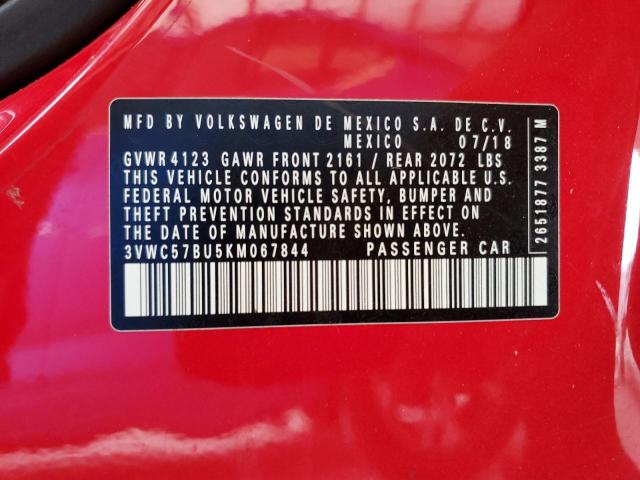 MFD BY VOLKSWAGEN DE MEXICO S.A. DE C.V.
MEXICO 07/18
GVWR 4123 GAWR FRONT 2161 / REAR 2072 LBS
THIS VEHICLE CONFORMS TO ALL APPLICABLE U.S.
FEDERAL MOTOR VEHICLE SAFETY, BUMPER AND
THEFT PREVENTION STANDARDS IN EFFECT ON
THE DATE OF MANUFACTURE SHOWN ABOVE.
3VWC57BU5KM067844 PASSENGER CAR
2651877 3387 M